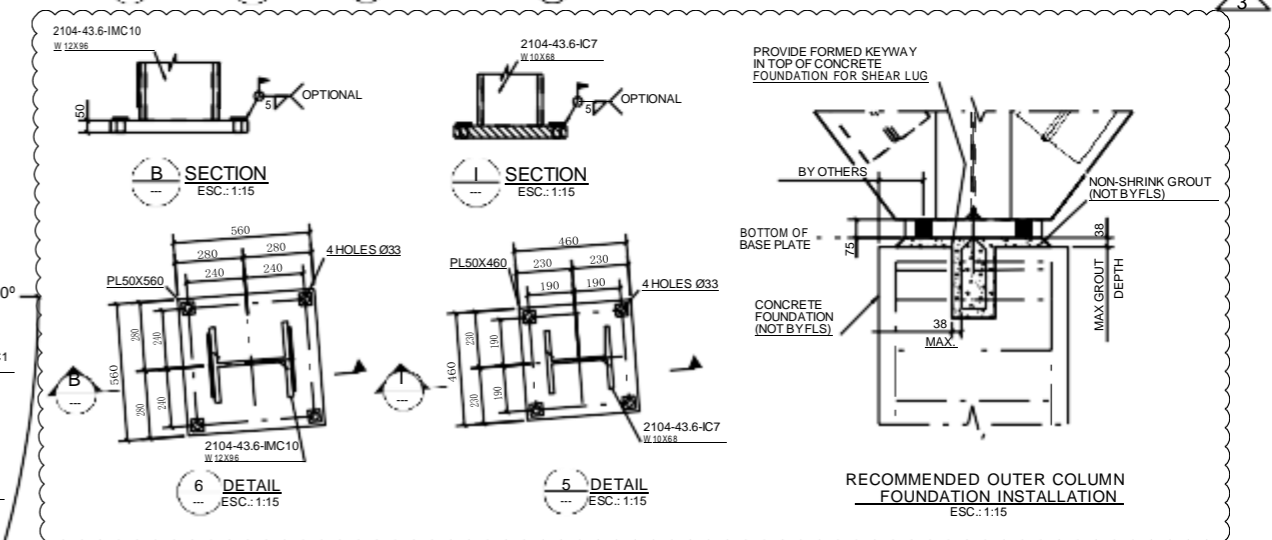 3
2104-43.6-IMC10
W 12X96
50
5
OPTIONAL
B
SECTION
---
ESC.: 1:15
2104-43.6-IC7
W 10X68
5
OPTIONAL
I
SECTION
---
ESC.: 1:15
560
280
280
240
240
4 HOLES Ø33
PL50X560
560
280
280
240
240
B
---
2104-43.6-IMC10
W 12X96
6
DETAIL
---
ESC.: 1:15
460
230
230
190
190
4 HOLES Ø33
PL50X460
460
230
230
190
190
I
---
2104-43.6-IC7
W 10X68
5
DETAIL
---
ESC.: 1:15
PROVIDE FORMED KEYWAY
IN TOP OF CONCRETE
FOUNDATION FOR SHEAR LUG
BY OTHERS
NON-SHRINK GROUT
(NOT BY FLS)
BOTTOM OF
BASE PLATE
75
38
MAX GROUT
DEPTH
CONCRETE
FOUNDATION
(NOT BY FLS)
38
MAX.
RECOMMENDED OUTER COLUMN
FOUNDATION INSTALLATION
ESC.: 1:15
0°